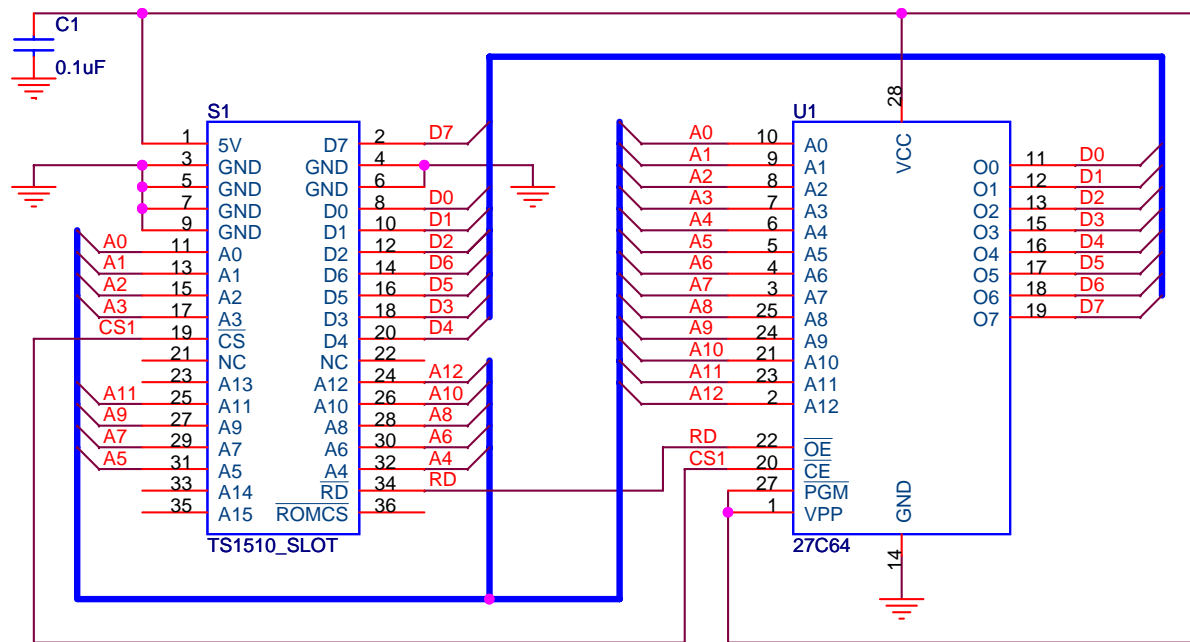 C1
0.1uF
S1
1 5V D7 2 D7
3 GND GND 4
5 GND GND 6
7 GND D0 8 D0
9 GND D1 10 D1
A0 11 A0 D2 12 D2
A1 13 A1 D6 14 D6
A2 15 A2 D5 16 D5
A3 17 A3 D3 18 D3
CS1 19 CS D4 20 D4
21 NC NC 22
23 A13 A12 24 A12
A11 25 A11 A10 26 A10
A9 27 A9 A8 28 A8
A7 29 A7 A6 30 A6
A5 31 A5 A4 32 A4
33 A14 RD 34 RD
35 A15 ROMCS 36
TS1510_SLOT
U1
28
VCC
A0 10 A0
A1 9 A1 O0 11 D0
A2 8 A2 O1 12 D1
A3 7 A3 O2 13 D2
A4 6 A4 O3 15 D3
A5 5 A5 O4 16 D4
A6 4 A6 O5 17 D5
A7 3 A7 O6 18 D6
A8 25 A8 O7 19 D7
A9 24 A9
A10 21 A10
A11 23 A11
A12 2 A12
RD 22 OE
CS1 20 CE
27 PGM
1 VPP
GND
14
27C64